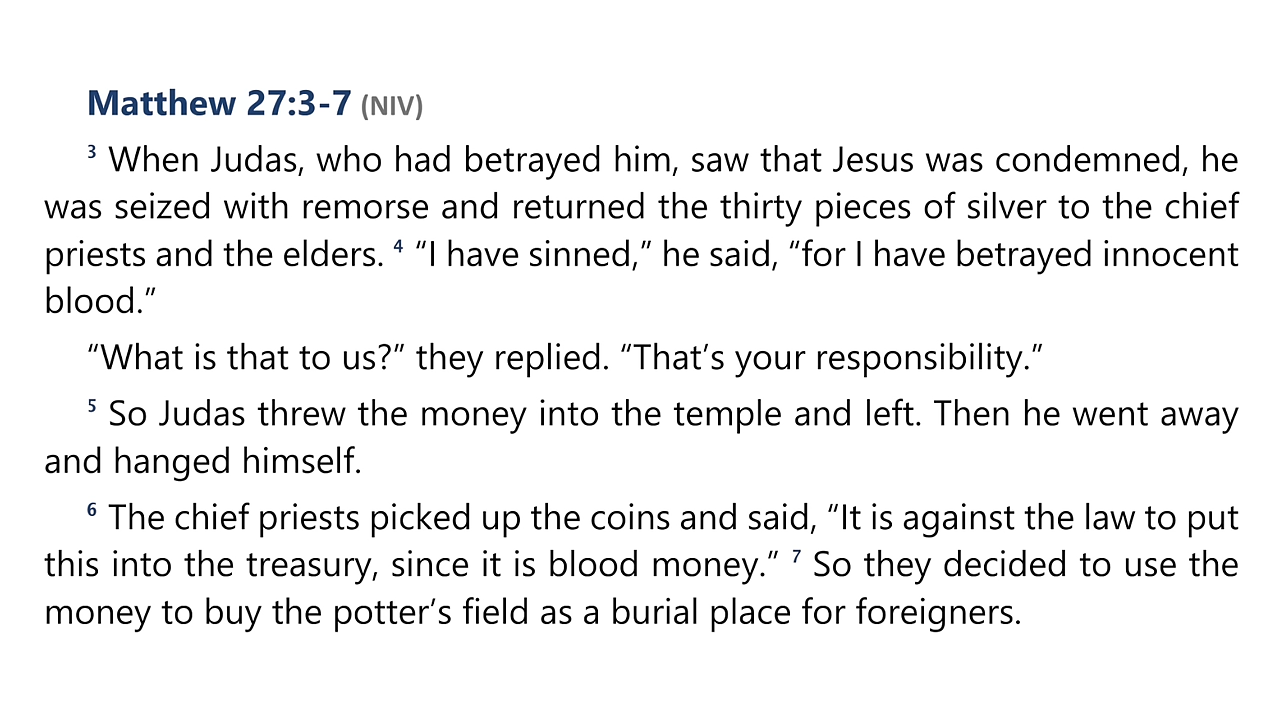 Matthew 27:3-7 (NIV)
³ When Judas, who had betrayed him, saw that Jesus was condemned, he
was seized with remorse and returned the thirty pieces of silver to the chief
priests and the elders. ⁴ “I have sinned,” he said, “for I have betrayed innocent
blood.”
“What is that to us?” they replied. “That’s your responsibility.”
⁵ So Judas threw the money into the temple and left. Then he went away
and hanged himself.
⁶ The chief priests picked up the coins and said, “It is against the law to put
this into the treasury, since it is blood money.” ⁷ So they decided to use the
money to buy the potter’s field as a burial place for foreigners.